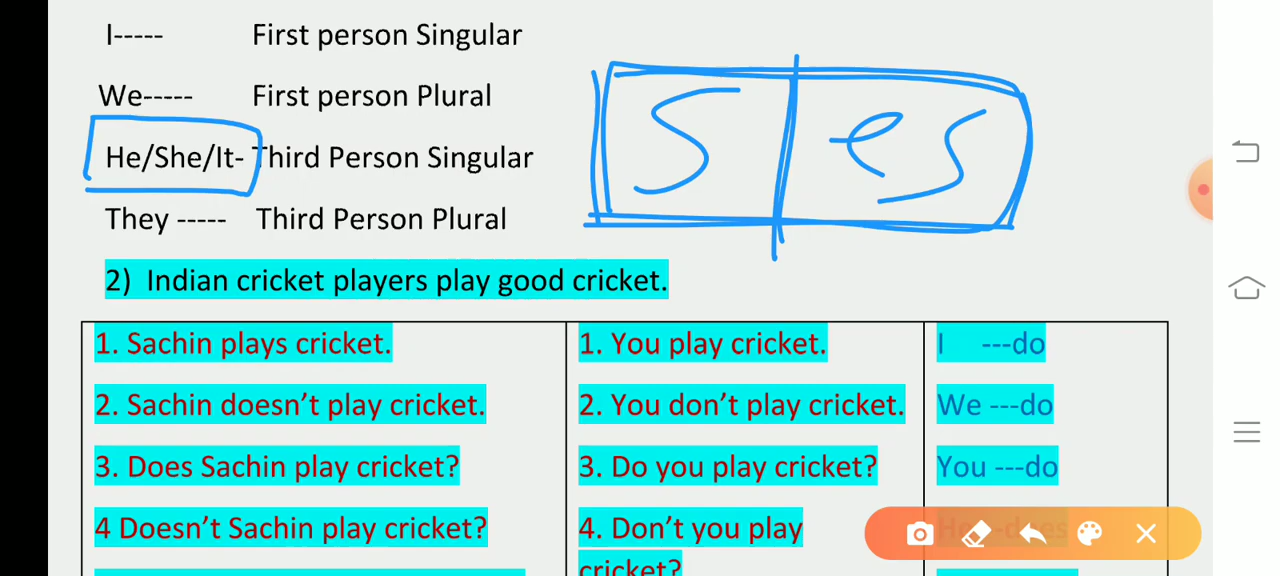 I----- First person Singular
We----- First person Plural
He/She/It- Third Person Singular
They ----- Third Person Plural
S es
2) Indian cricket players play good cricket.
1. Sachin plays cricket. 1. You play cricket. I ---do
2. Sachin doesn't play cricket. 2. You don't play cricket. We ---do
3. Does Sachin play cricket? 3. Do you play cricket? You ---do
4 Doesn't Sachin play cricket? 4. Don't you play
cricket?